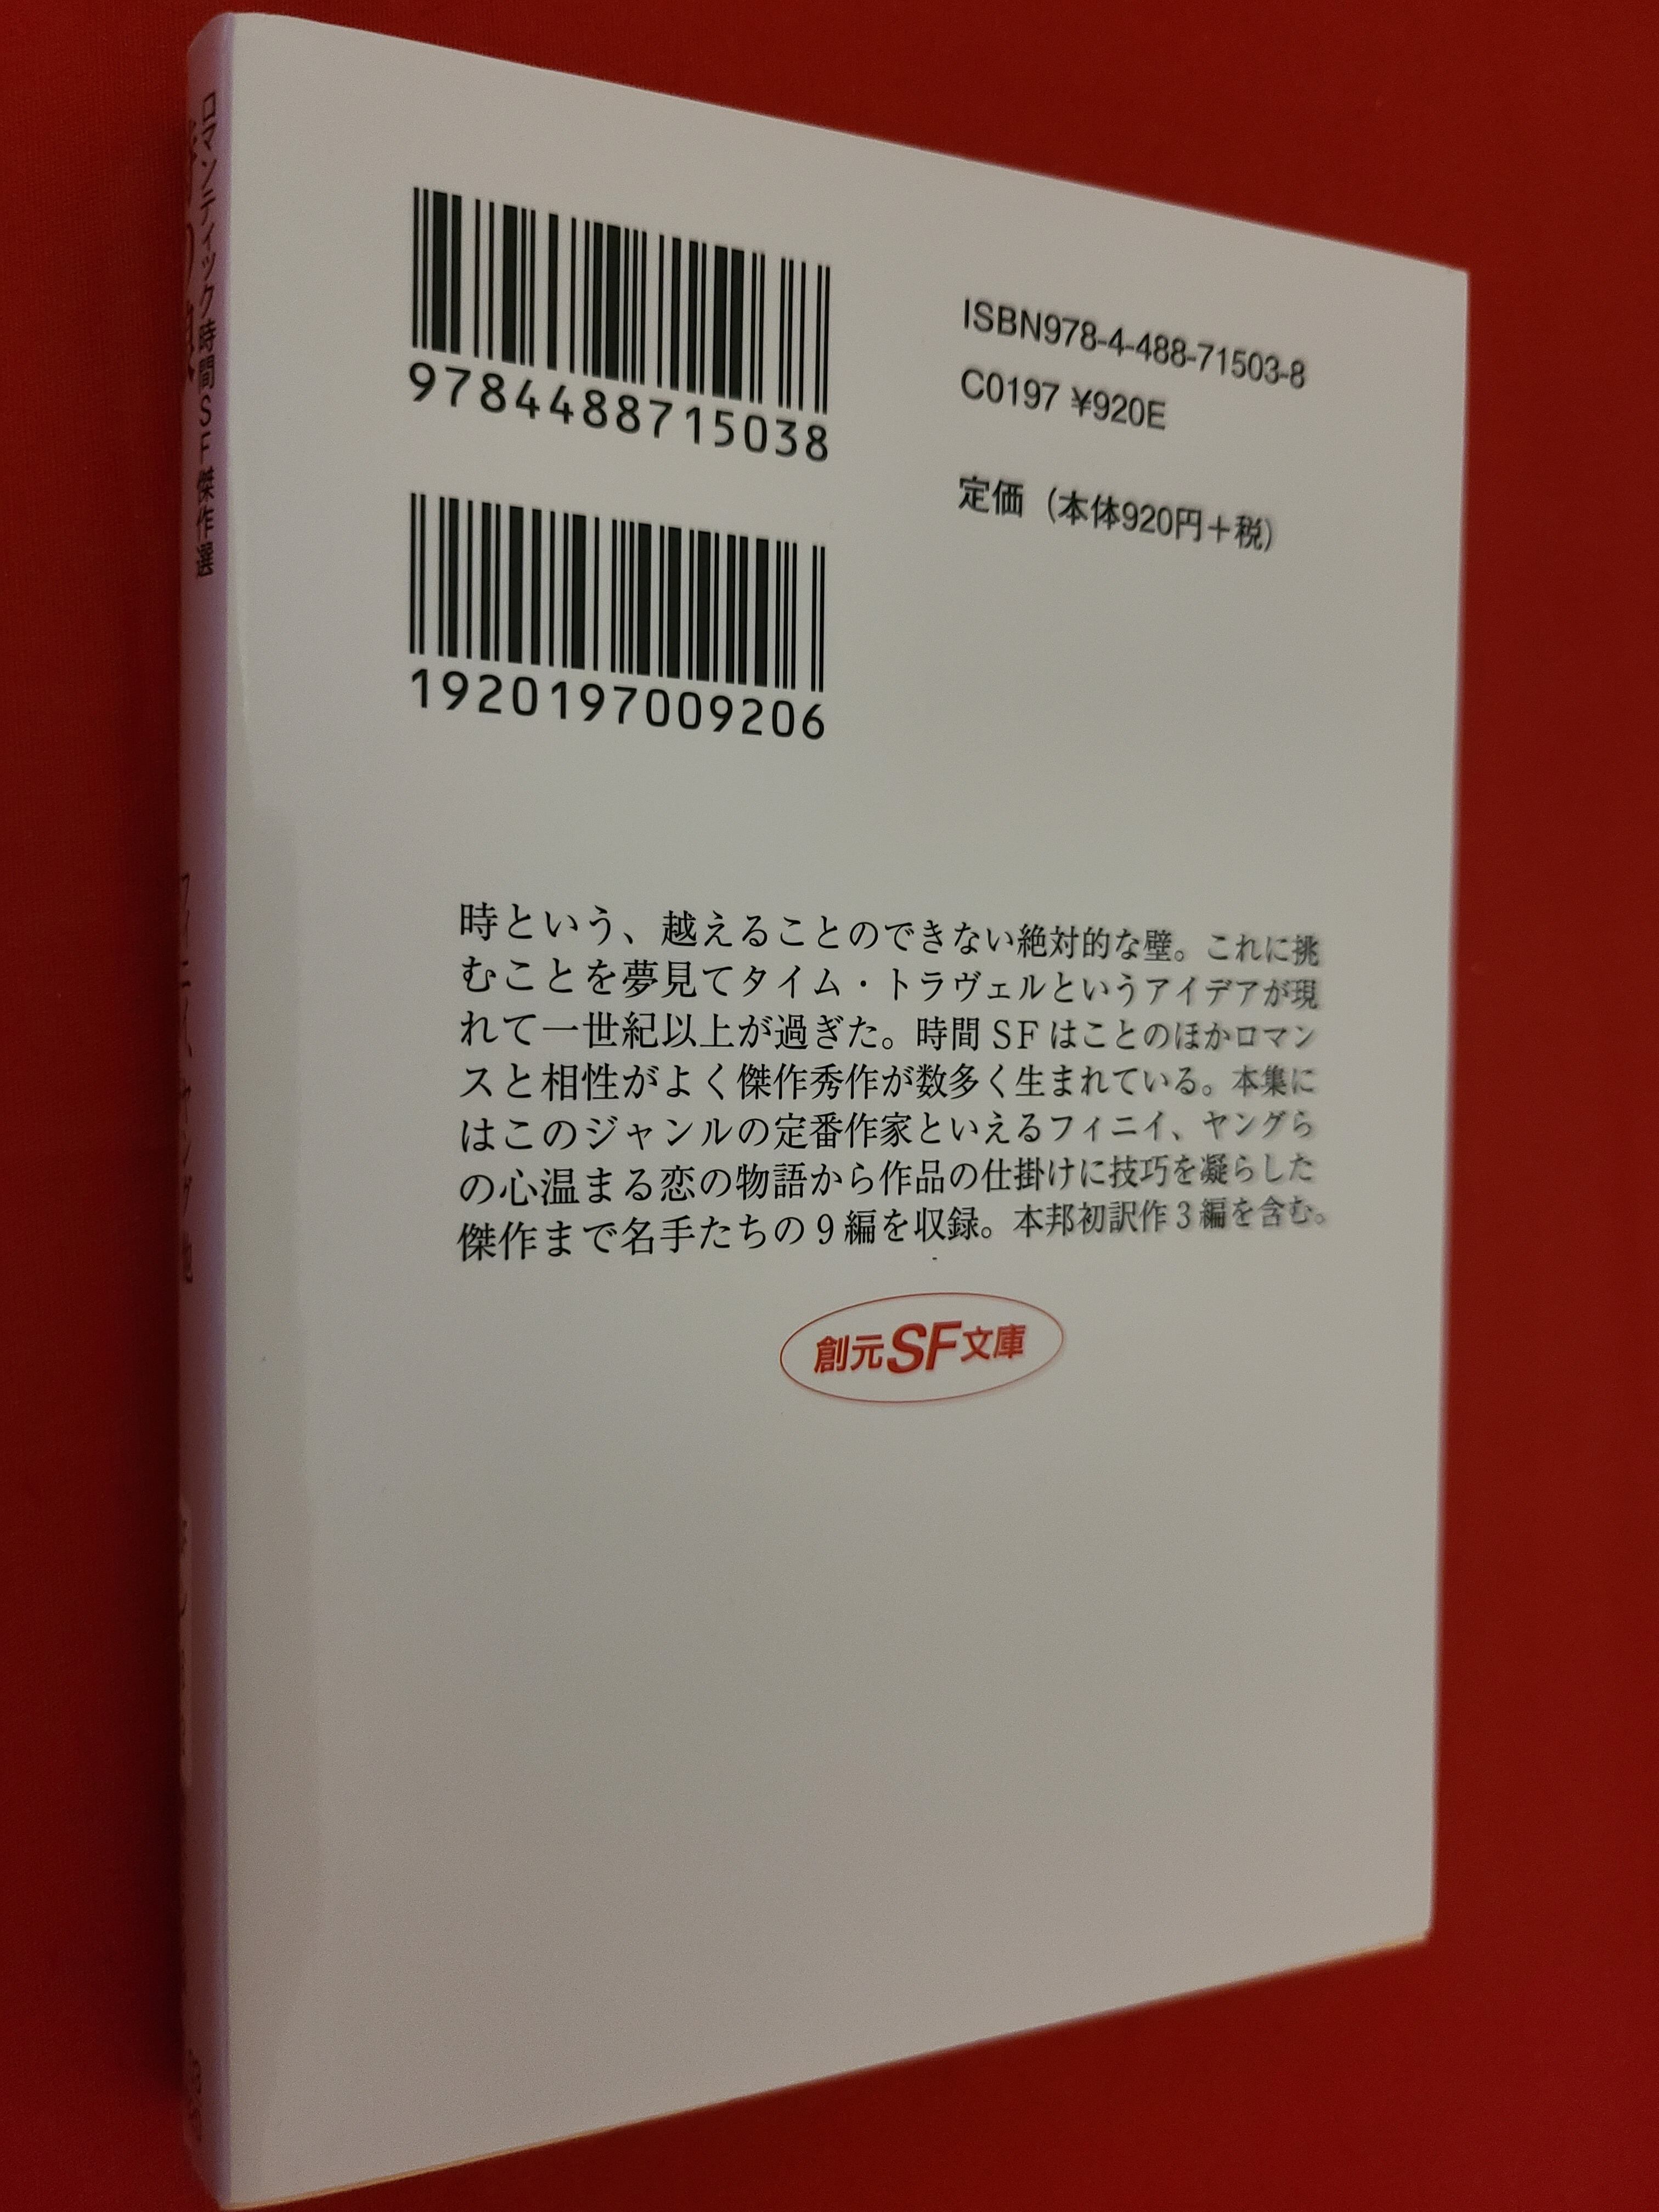 ロマンティック時間SF傑作選
9784488715038
ISBN978-4-488-71503-8
C0197 ¥920E
定価（本体920円＋税）
1920197009206
時という、越えることのできない絶対的な壁。これに挑
むことを夢見てタイム・トラヴェルというアイデアが現
れて一世紀以上が過ぎた。時間SFはことのほかロマン
スと相性がよく傑作秀作が数多く生まれている。本集に
はこのジャンルの定番作家といえるフィニイ、ヤングら
の心温まる恋の物語から作品の仕掛けに技巧を凝らした
傑作まで名手たちの9編を収録。本邦初訳作3編を含む。
創元SF文庫